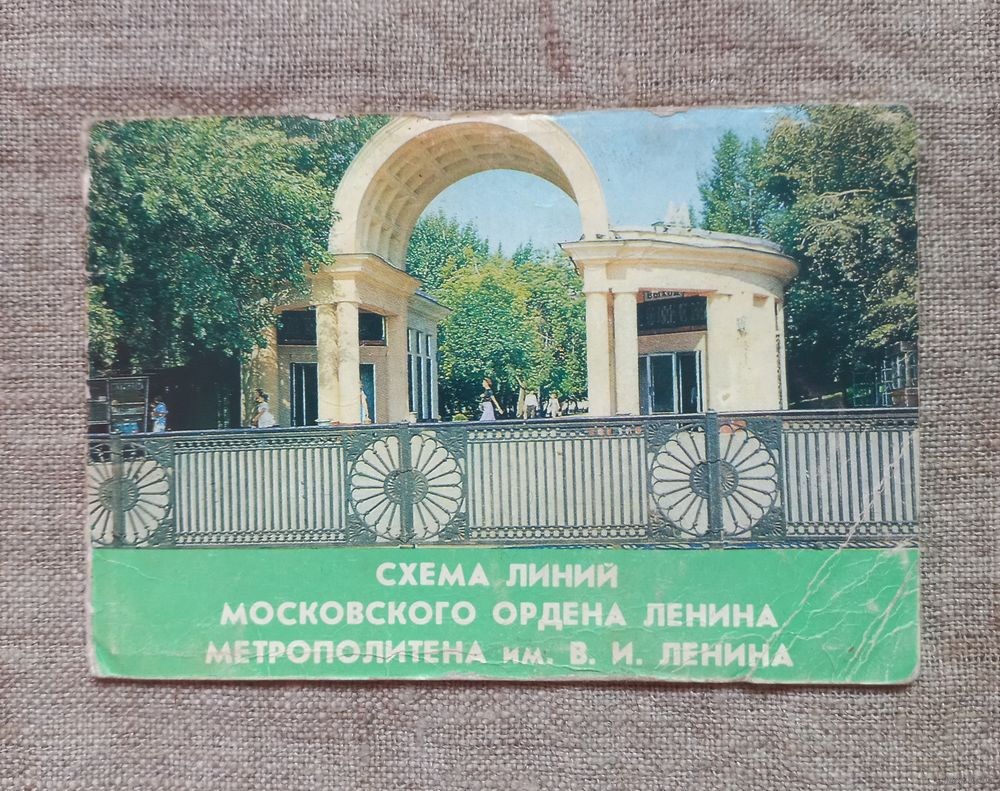 СХЕМА ЛИНИЙ
МОСКОВСКОГО ОРДЕНА ЛЕНИНА
МЕТРОПОЛИТЕНА им. В. И. ЛЕНИНА